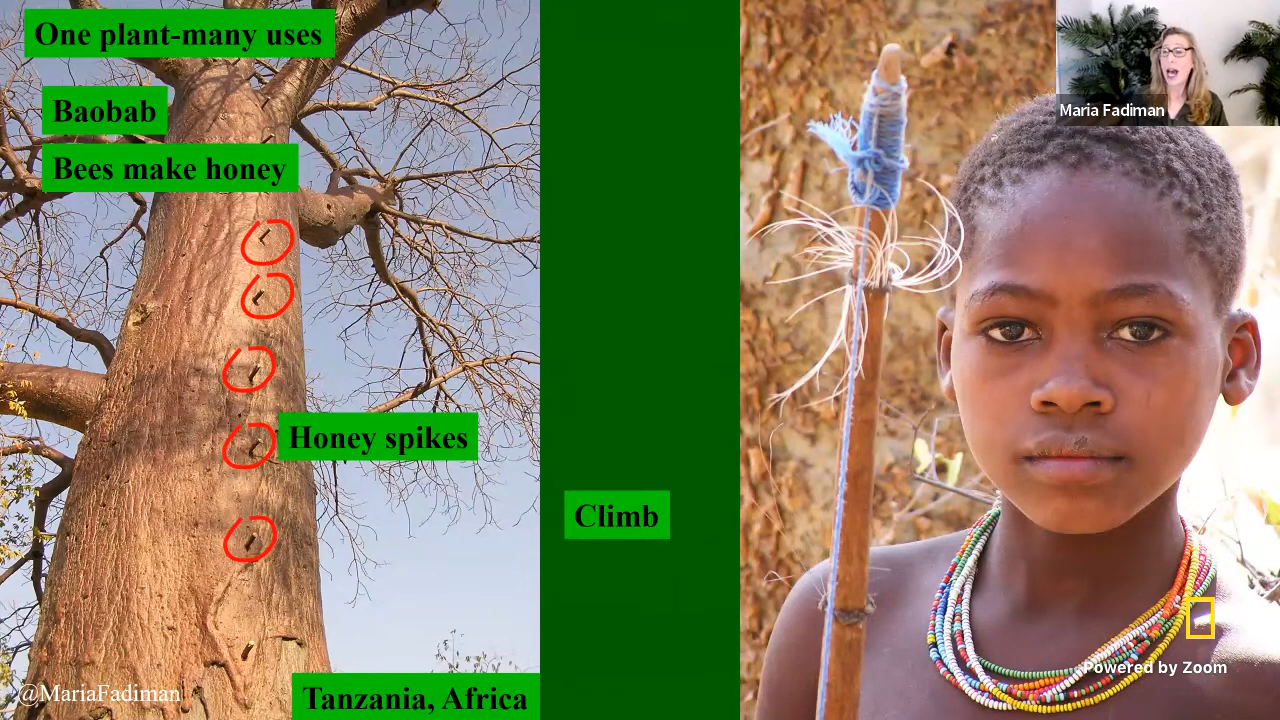 One plant-many uses
Baobab
Bees make honey
Honey spikes
Climb
Tanzania, Africa
@MariaFadiman
Maria Fadiman
Powered by Zoom